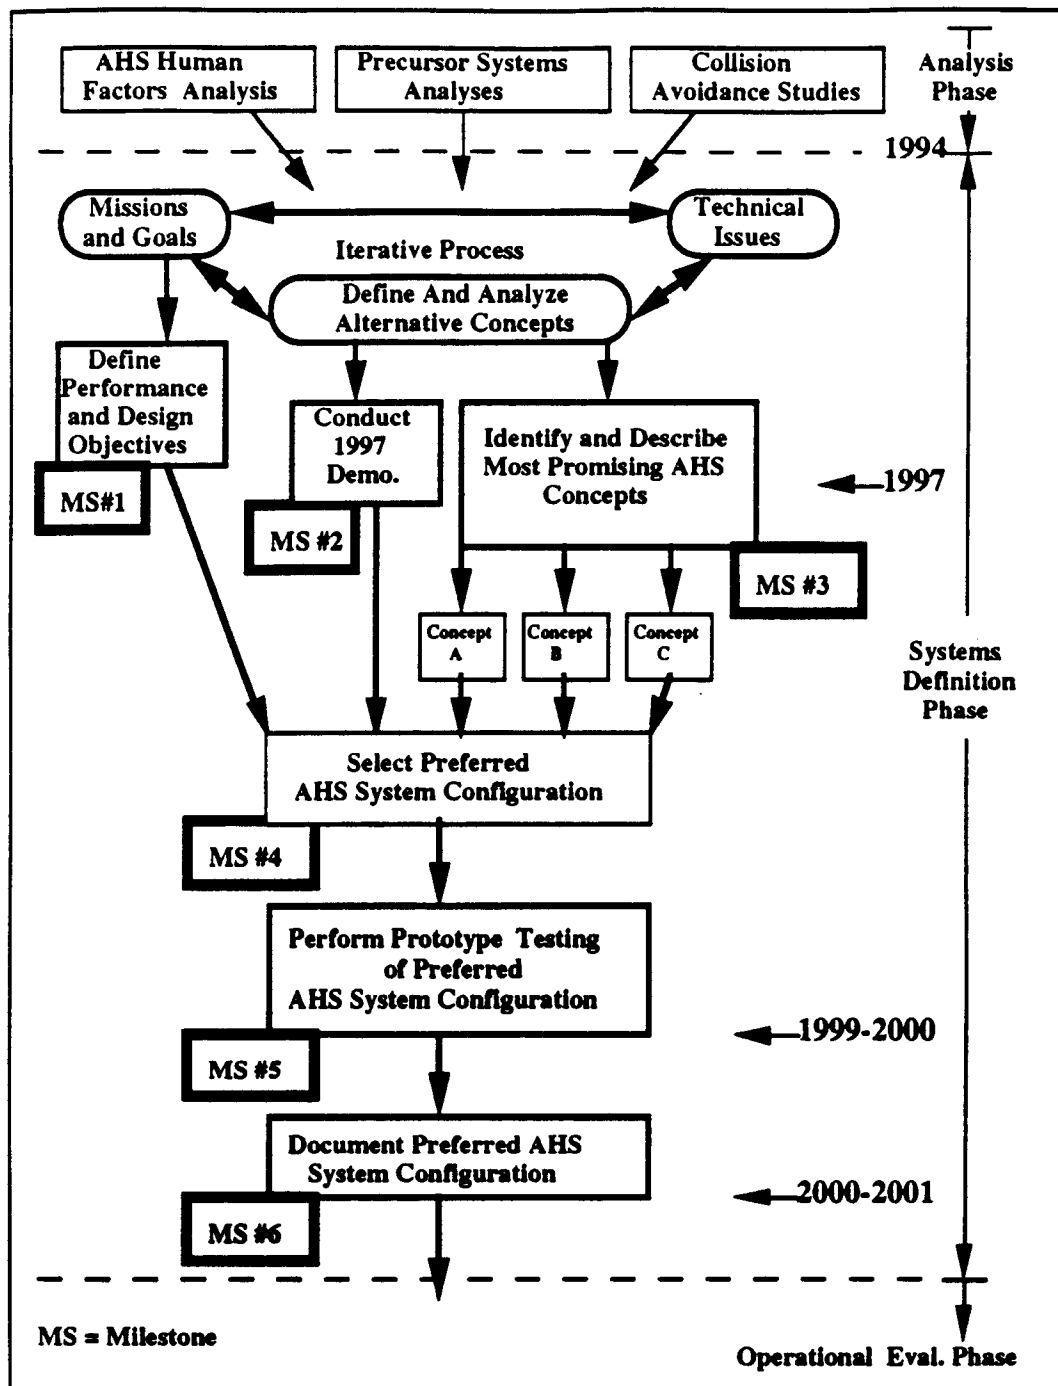 AHS Human
Factors Analysis
Precursor Systems
Analyses
Collision
Avoidance Studies
Analysis
Phase
1994
Missions
and Goals
Technical
Issues
Iterative Process
Define And Analyze
Alternative Concepts
Define
Performance
and Design
Objectives
MS#1
Conduct
1997
Demo.
MS #2
Identify and Describe
Most Promising AHS
Concepts
1997
MS #3
Concept
A
Concept
B
Concept
C
Systems
Definition
Phase
Select Preferred
AHS System Configuration
MS #4
Perform Prototype Testing
of Preferred
AHS System Configuration
1999-2000
MS #5
Document Preferred AHS
System Configuration
2000-2001
MS #6
MS = Milestone
Operational Eval. Phase